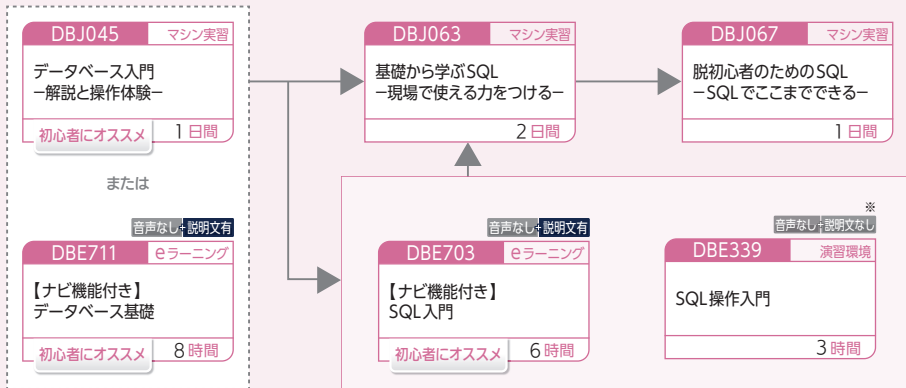 DBJ045 マシン実習
データベース入門
−解説と操作体験−
初心者にオススメ 1日間
または
音声なし+説明文有
DBE711 eラーニング
【ナビ機能付き】
データベース基礎
初心者にオススメ 8時間
DBJ063 マシン実習
基礎から学ぶSQL
−現場で使える力をつける−
2日間
DBJ067 マシン実習
脱初心者のためのSQL
−SQLでここまでできる−
1日間
音声なし+説明文有
DBE703 eラーニング
【ナビ機能付き】
SQL入門
初心者にオススメ 6時間
※
音声なし+説明文なし
DBE339 演習環境
SQL操作入門
3時間